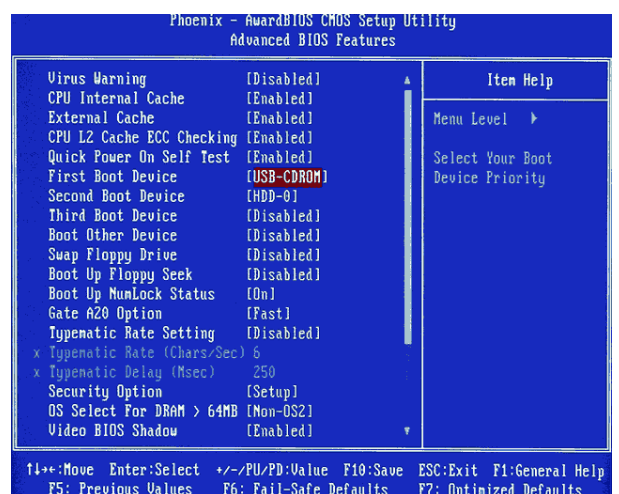 Phoenix - AwardBIOS CMOS Setup Utility
Advanced BIOS Features
Virus Warning [Disabled]
CPU Internal Cache [Enabled]
External Cache [Enabled]
CPU L2 Cache ECC Checking [Enabled]
Quick Power On Self Test [Enabled]
First Boot Device [USB-CDROM]
Second Boot Device [HDD-0]
Third Boot Device [Disabled]
Boot Other Device [Disabled]
Swap Floppy Drive [Disabled]
Boot Up Floppy Seek [Disabled]
Boot Up NumLock Status [On]
Gate A20 Option [Fast]
Typematic Rate Setting [Disabled]
x Typematic Rate (Chars/Sec) 6
x Typematic Delay (Msec) 250
Security Option [Setup]
OS Select For DRAM > 64MB [Non-OS2]
Video BIOS Shadow [Enabled]
Item Help
Menu Level ▶
Select Your Boot
Device Priority
↑↓→←:Move Enter:Select +/-/PU/PD:Value F10:Save ESC:Exit F1:General Help
F5: Previous Values F6: Fail-Safe Defaults F7: Optimized Defaults